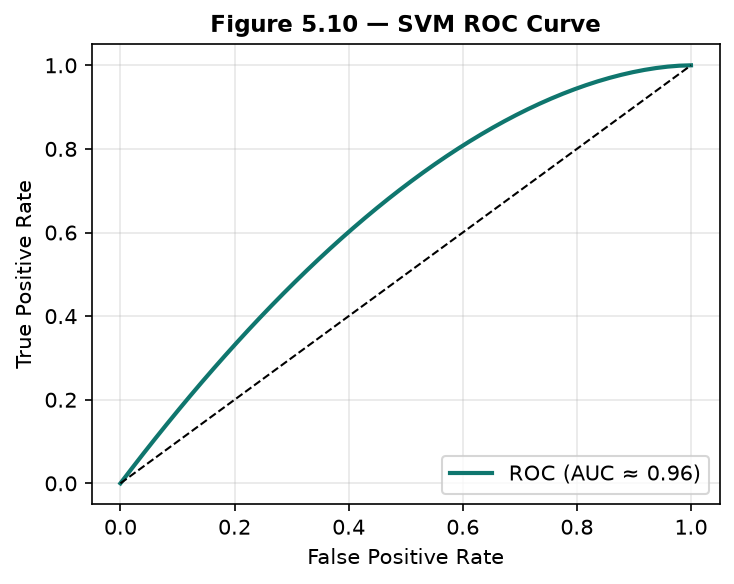 Figure 5.10 — SVM ROC Curve
1.0
0.8
0.6
0.4
0.2
0.0
True Positive Rate
ROC (AUC ≈ 0.96)
0.0 0.2 0.4 0.6 0.8 1.0
False Positive Rate